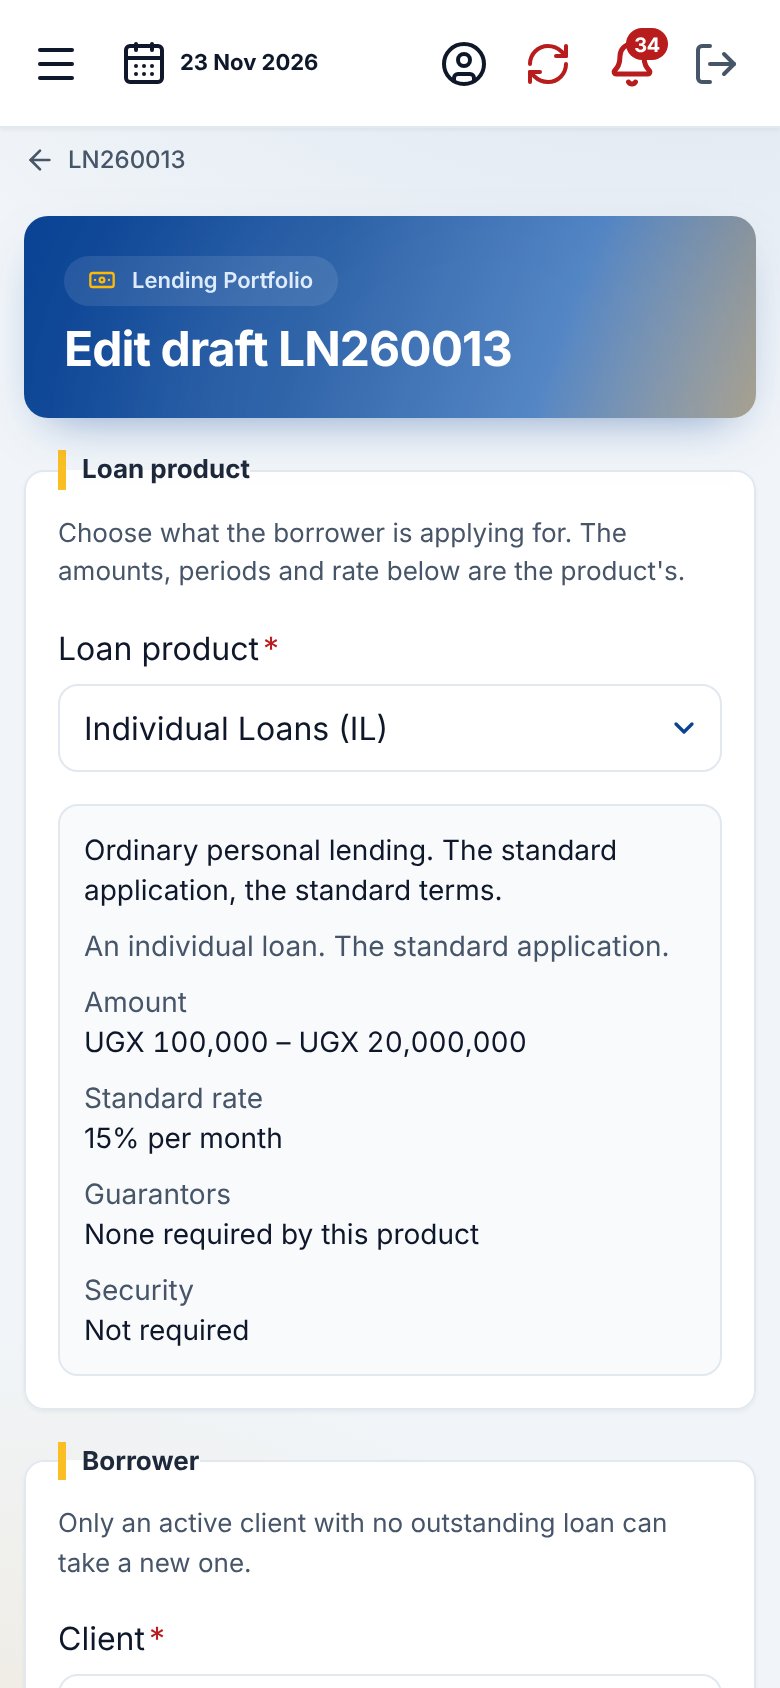 23 Nov 2026
34
LN260013
Lending Portfolio
Edit draft LN260013
Loan product
Choose what the borrower is applying for. The
amounts, periods and rate below are the product's.
Loan product*
Individual Loans (IL)
Ordinary personal lending. The standard
application, the standard terms.
An individual loan. The standard application.
Amount
UGX 100,000 – UGX 20,000,000
Standard rate
15% per month
Guarantors
None required by this product
Security
Not required
Borrower
Only an active client with no outstanding loan can
take a new one.
Client*